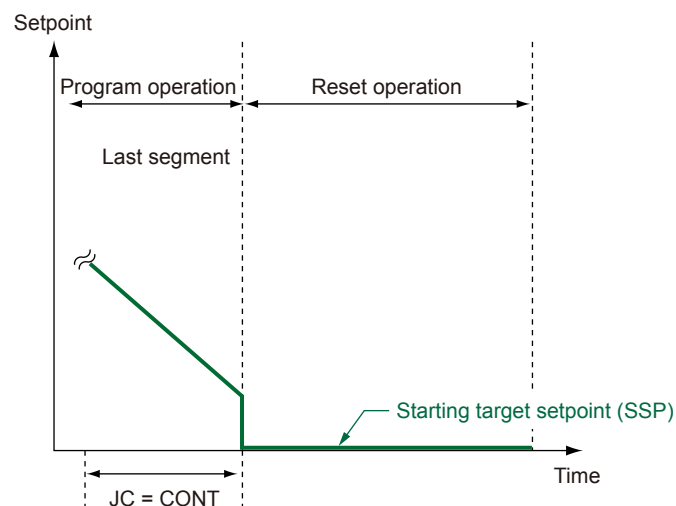 Setpoint
Program operation
Reset operation
Last segment
Starting target setpoint (SSP)
Time
JC = CONT